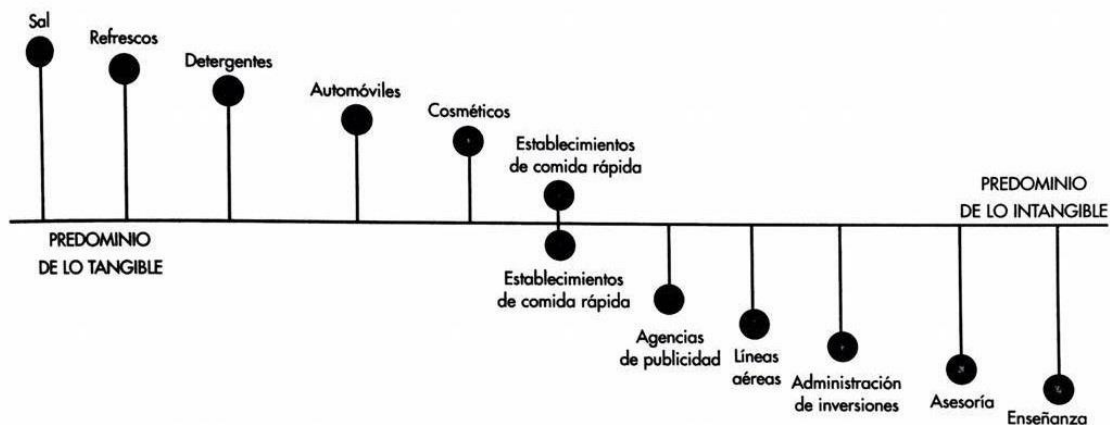 Sal
Refrescos
Detergentes
Automóviles
Cosméticos
Establecimientos
de comida rápida
PREDOMINIO
DE LO INTANGIBLE
PREDOMINIO
DE LO TANGIBLE
Establecimientos
de comida rápida
Agencias
de publicidad
Líneas
aéreas
Administración
de inversiones
Asesoría
Enseñanza